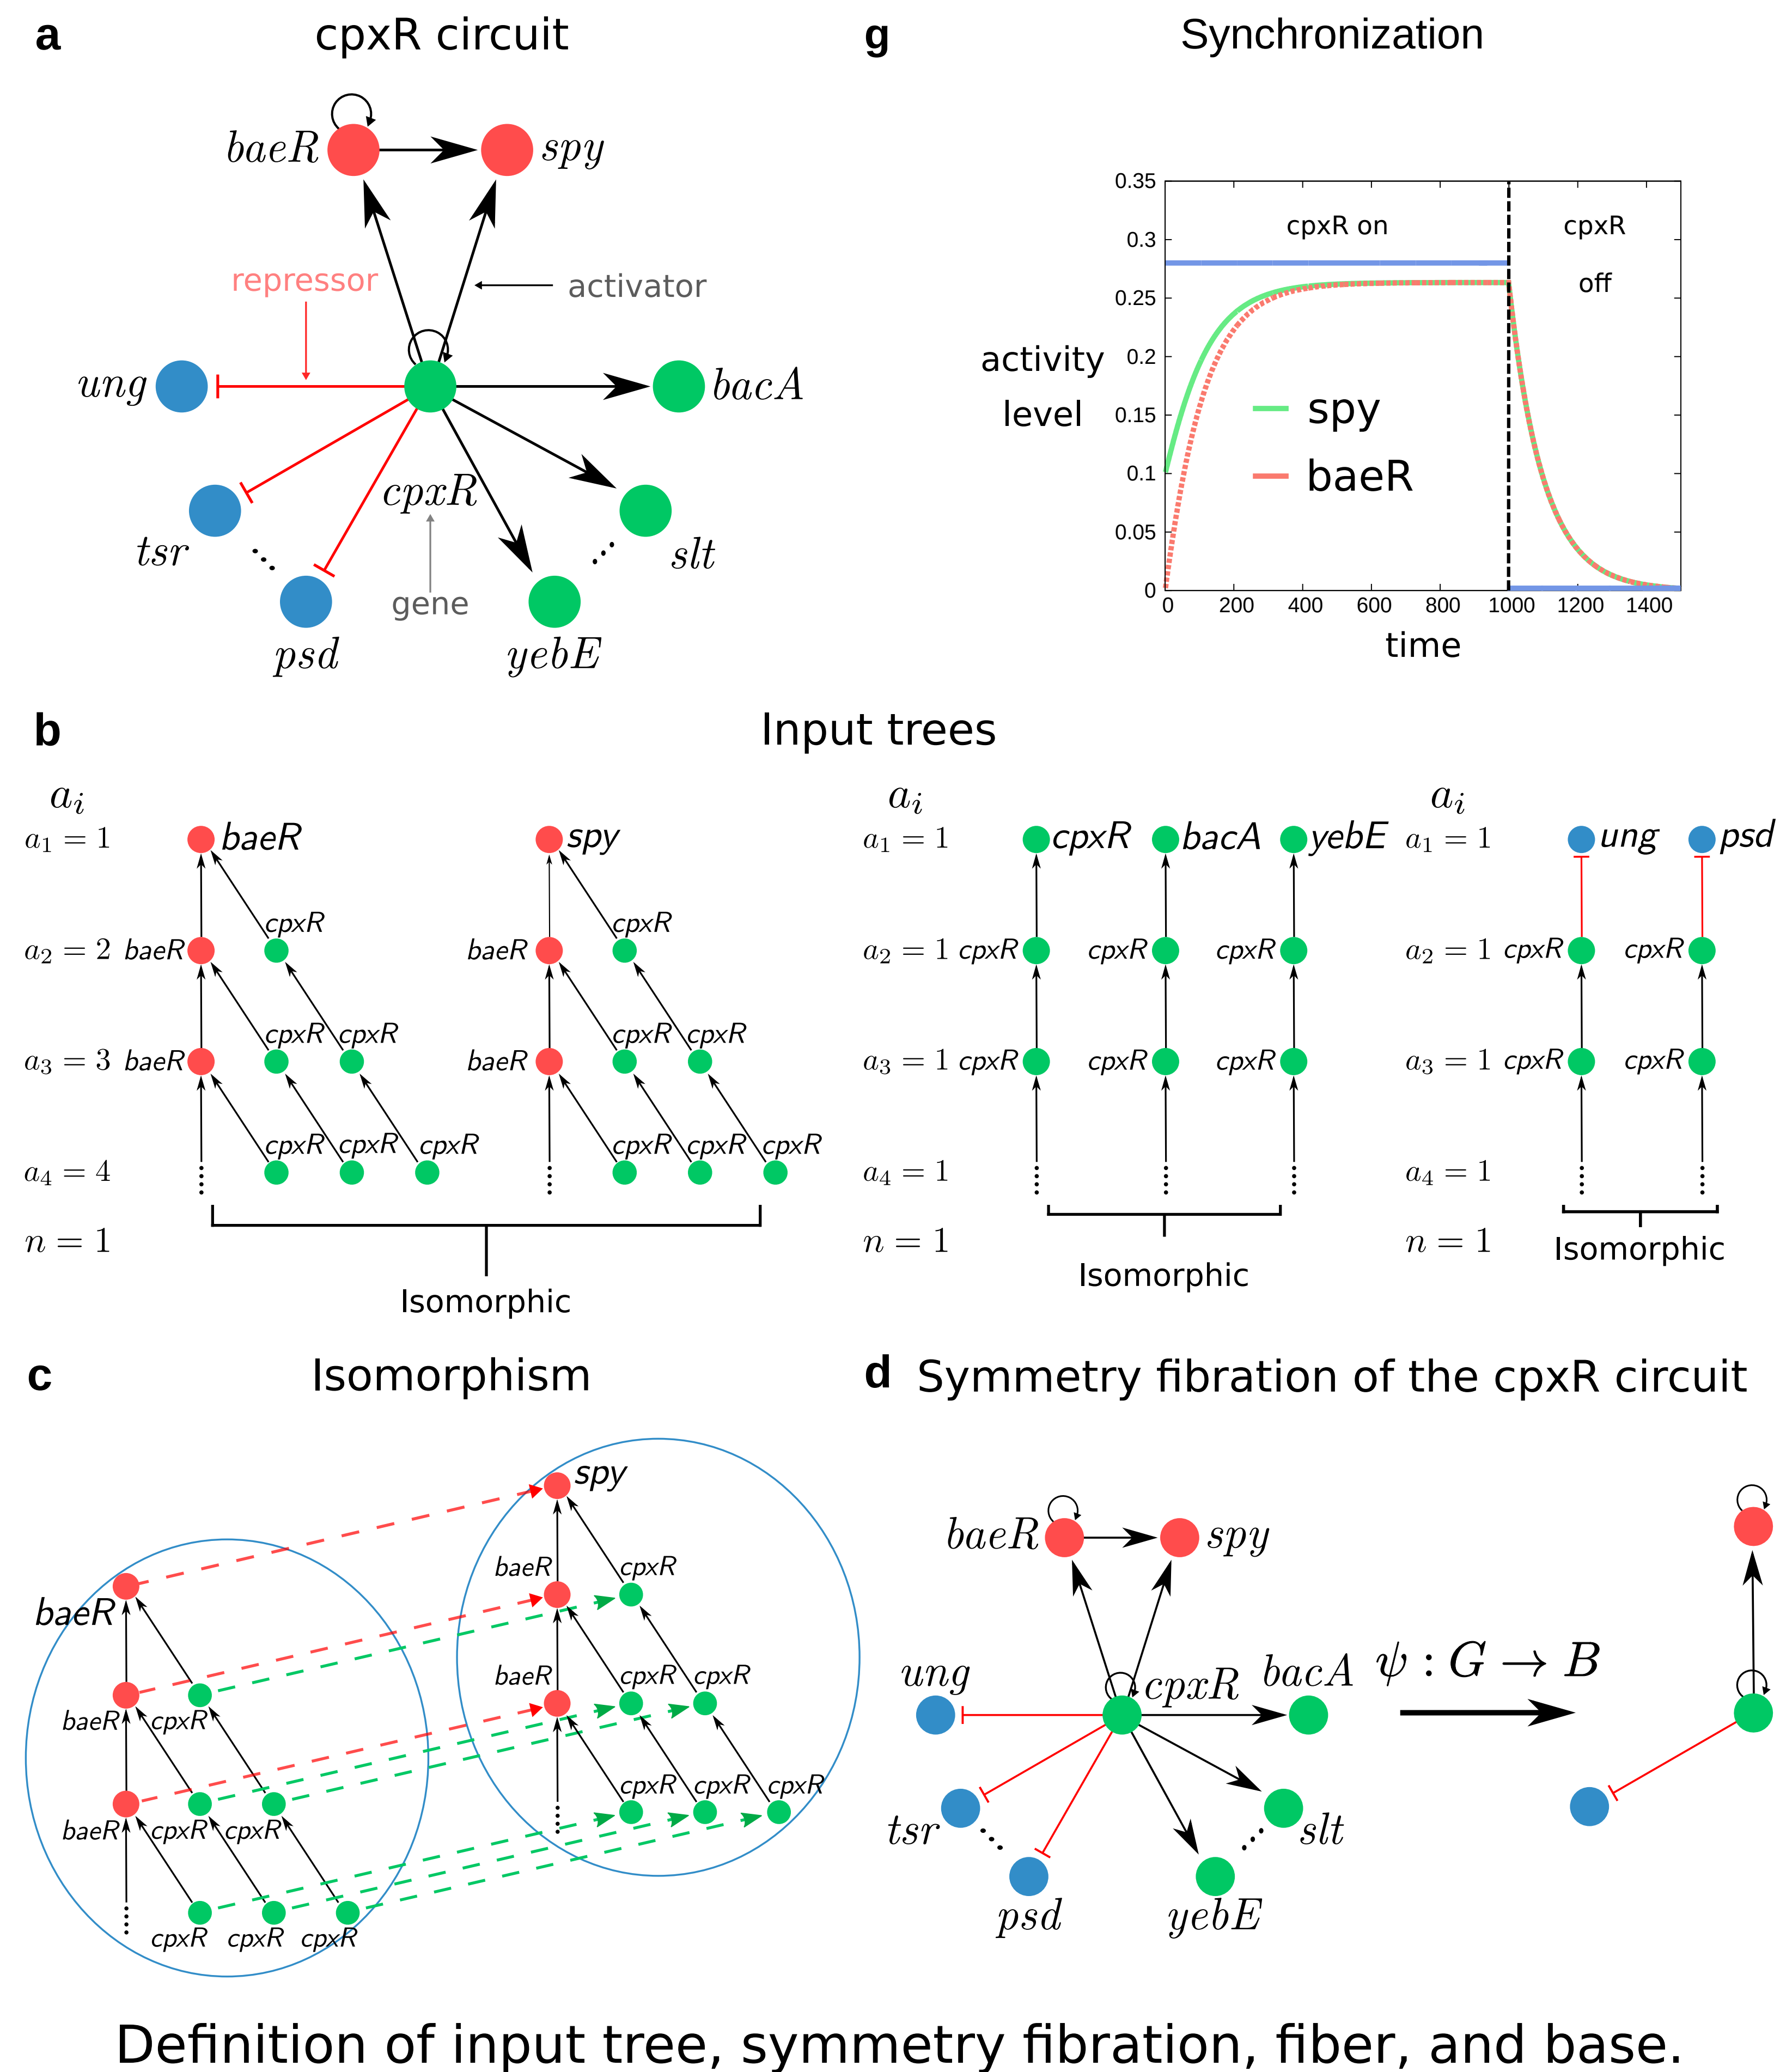 a
cpxR circuit
baeR
spy
repressor
activator
ung
bacA
cpxR
tsr
slt
gene
psd
yebE
g
Synchronization
0.35
0.3
0.25
0.2
0.15
0.1
0.05
0
cpxR on
cpxR
off
activity
level
spy
baeR
0 200 400 600 800 1000 1200 1400
time
b
Input trees
a_i
a_1 = 1
baeR
spy
cpxR
cpxR
a_2 = 2
baeR
baeR
cpxR cpxR
cpxR cpxR
a_3 = 3
baeR
baeR
cpxR cpxR cpxR
cpxR cpxR cpxR
a_4 = 4
n = 1
Isomorphic
a_i
a_1 = 1
cpxR
bacA
yebE
a_2 = 1
cpxR
cpxR
cpxR
a_3 = 1
cpxR
cpxR
cpxR
a_4 = 1
n = 1
Isomorphic
a_i
a_1 = 1
ung
psd
a_2 = 1
cpxR
cpxR
a_3 = 1
cpxR
cpxR
a_4 = 1
n = 1
Isomorphic
c
Isomorphism
spy
baeR
cpxR
baeR
cpxR
cpxR
cpxR
cpxR
cpxR
baeR
baeR
cpxR
baeR
cpxR
cpxR
cpxR
cpxR
cpxR
d
Symmetry fibration of the cpxR circuit
baeR
spy
ung
cpxR
bacA
ψ : G → B
tsr
slt
psd
yebE
Definition of input tree, symmetry fibration, fiber, and base.